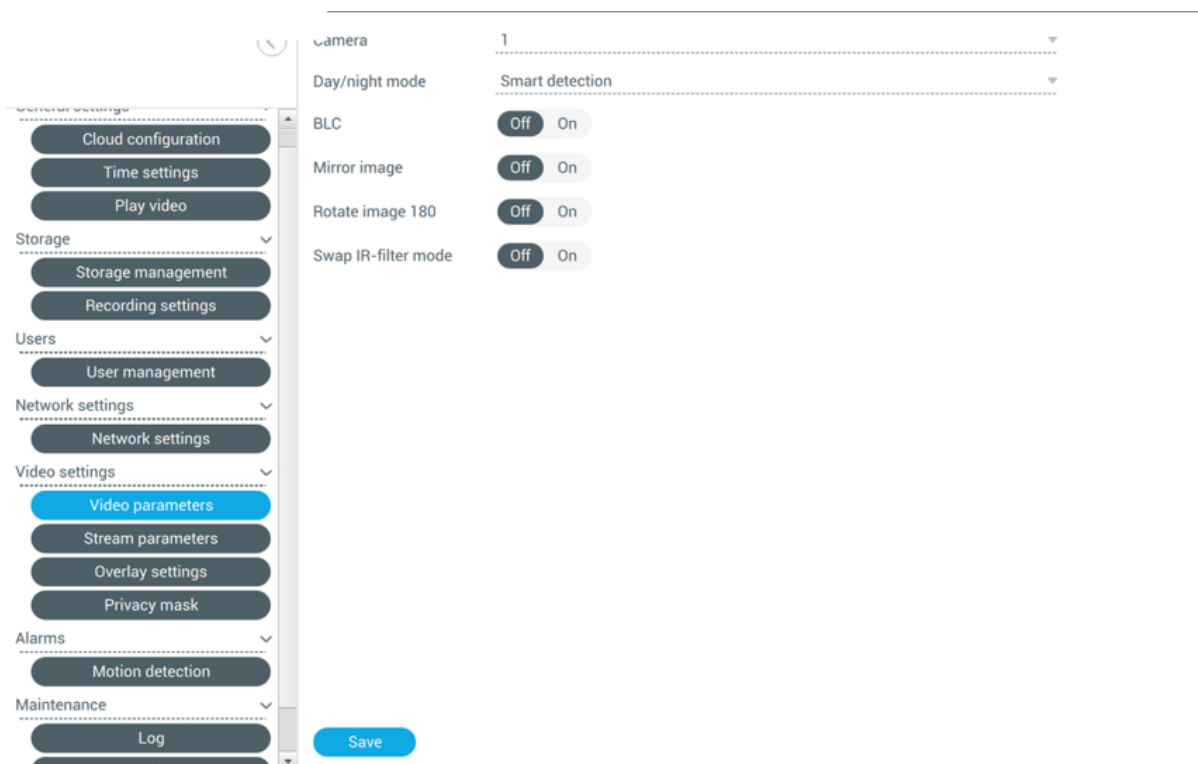 General settings
Cloud configuration
Time settings
Play video
Storage
Storage management
Recording settings
Users
User management
Network settings
Network settings
Video settings
Video parameters
Stream parameters
Overlay settings
Privacy mask
Alarms
Motion detection
Maintenance
Log
Camera 1
Day/night mode Smart detection
BLC Off On
Mirror image Off On
Rotate image 180 Off On
Swap IR-filter mode Off On
Save